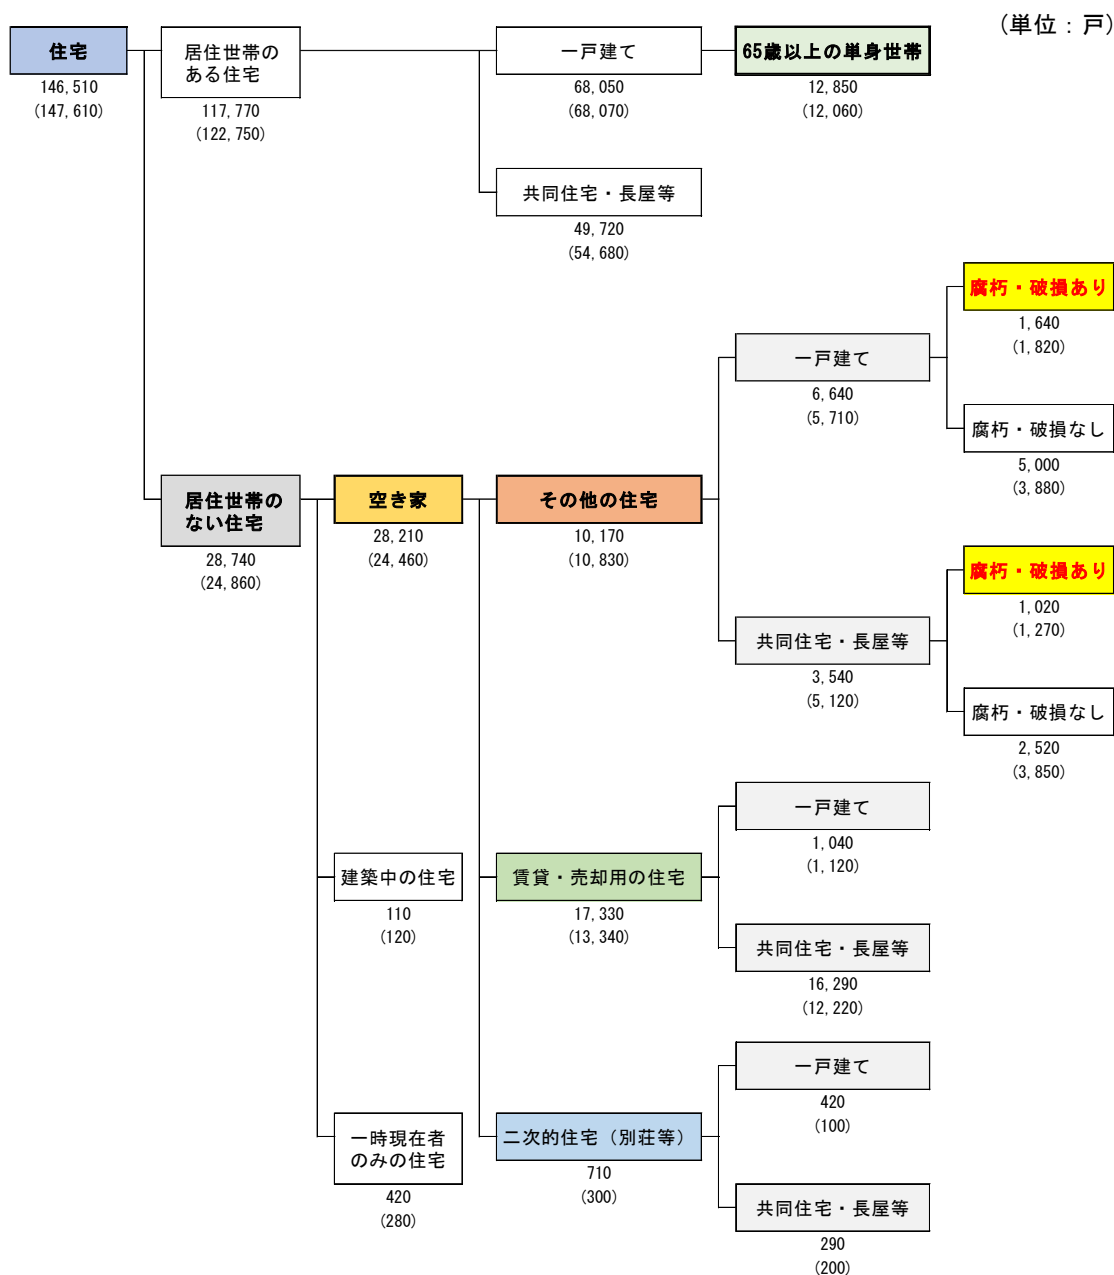 (単位：戸)
住宅
146,510
(147,610)
居住世帯の
ある住宅
117,770
(122,750)
一戸建て
68,050
(68,070)
65歳以上の単身世帯
12,850
(12,060)
共同住宅・長屋等
49,720
(54,680)
居住世帯の
ない住宅
28,740
(24,860)
空き家
28,210
(24,460)
その他の住宅
10,170
(10,830)
一戸建て
6,640
(5,710)
腐朽・破損あり
1,640
(1,820)
腐朽・破損なし
5,000
(3,880)
共同住宅・長屋等
3,540
(5,120)
腐朽・破損あり
1,020
(1,270)
腐朽・破損なし
2,520
(3,850)
建築中の住宅
110
(120)
賃貸・売却用の住宅
17,330
(13,340)
一戸建て
1,040
(1,120)
共同住宅・長屋等
16,290
(12,220)
一時現在者
のみの住宅
420
(280)
二次的住宅（別荘等）
710
(300)
一戸建て
420
(100)
共同住宅・長屋等
290
(200)